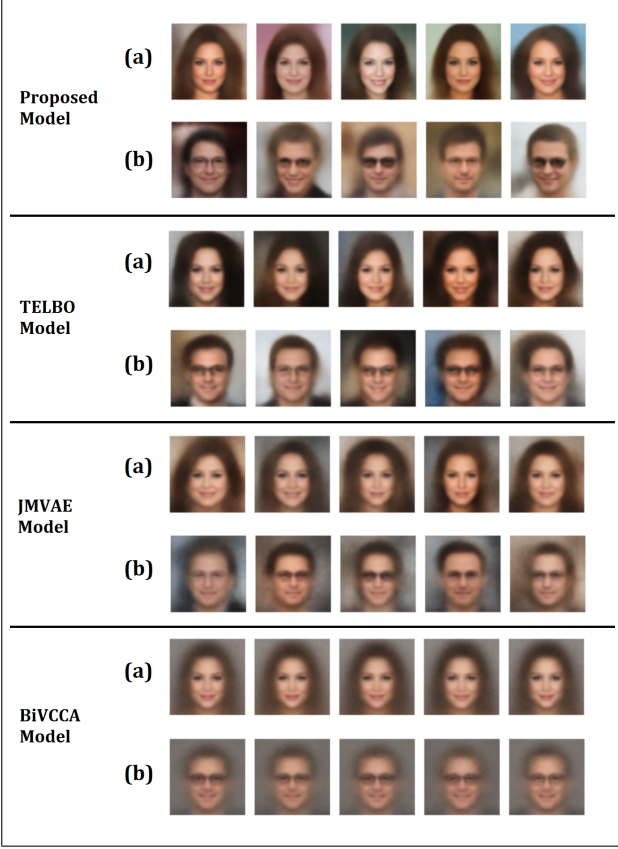 (a)
Proposed
Model
(b)
(a)
TELBO
Model
(b)
(a)
JMVAE
Model
(b)
(a)
BiVCCA
Model
(b)